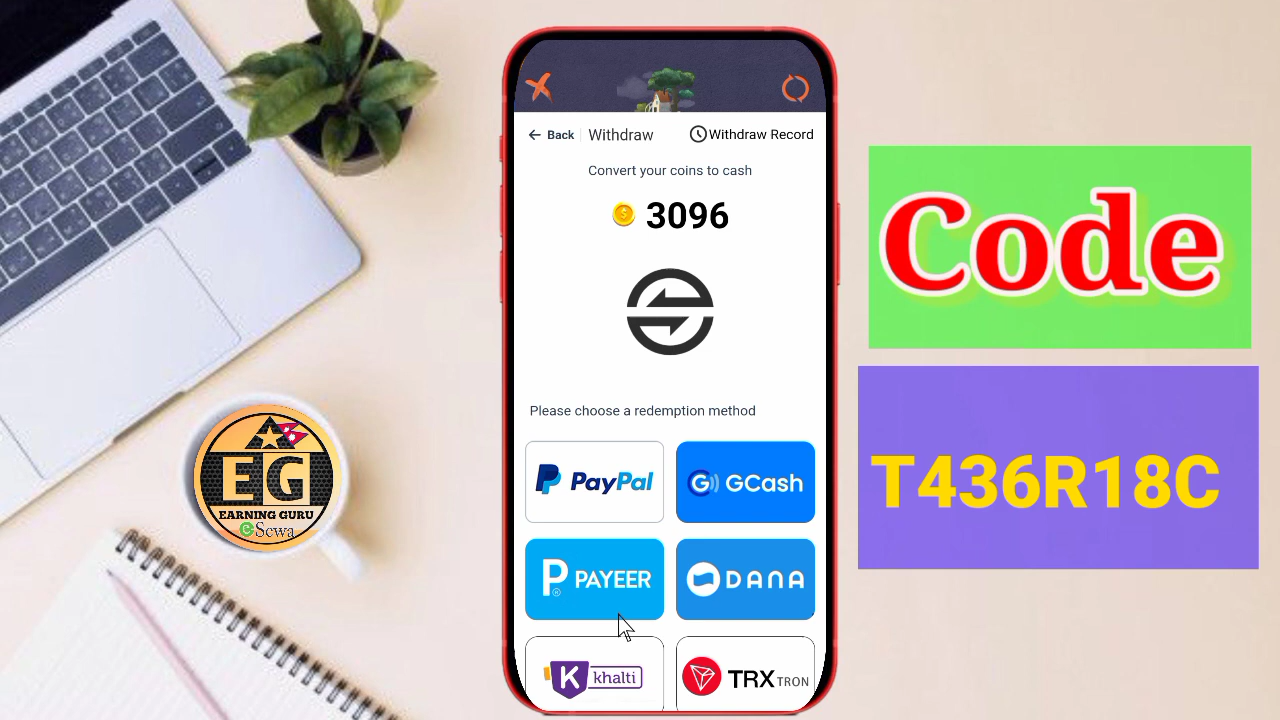 Back
Withdraw
Withdraw Record
Convert your coins to cash
3096
Please choose a redemption method
PayPal
GCash
PAYEER
DANA
khalti
TRX TRON
EG
EARNING GURU
eSewa
Code
T436R18C